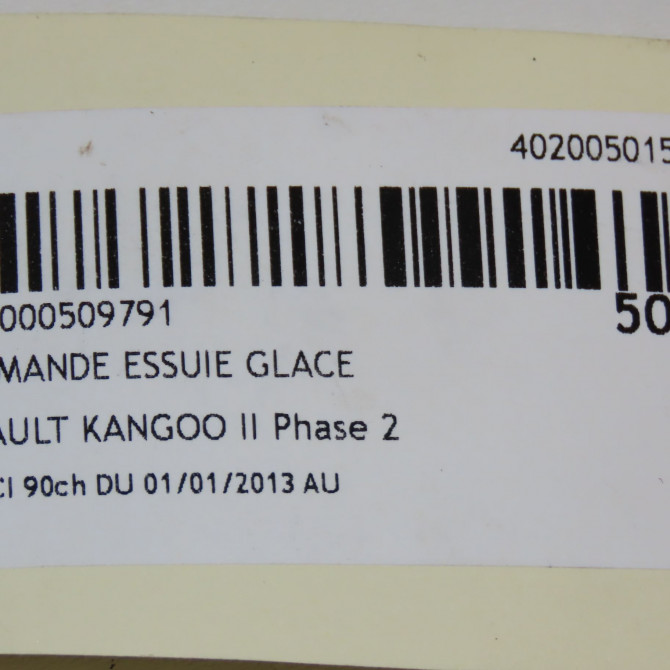 402005015
000509791
50
MANDE ESSUIE GLACE
AULT KANGOO II Phase 2
CI 90ch DU 01/01/2013 AU